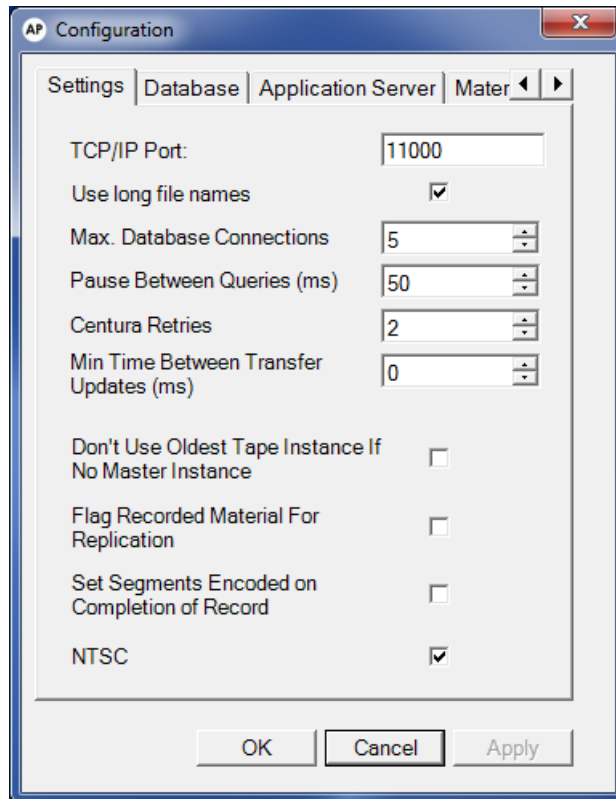 AP Configuration
Settings Database Application Server Mater
TCP/IP Port: 11000
Use long file names
Max. Database Connections 5
Pause Between Queries (ms) 50
Centura Retries 2
Min Time Between Transfer
Updates (ms) 0
Don't Use Oldest Tape Instance If
No Master Instance
Flag Recorded Material For
Replication
Set Segments Encoded on
Completion of Record
NTSC
OK Cancel Apply